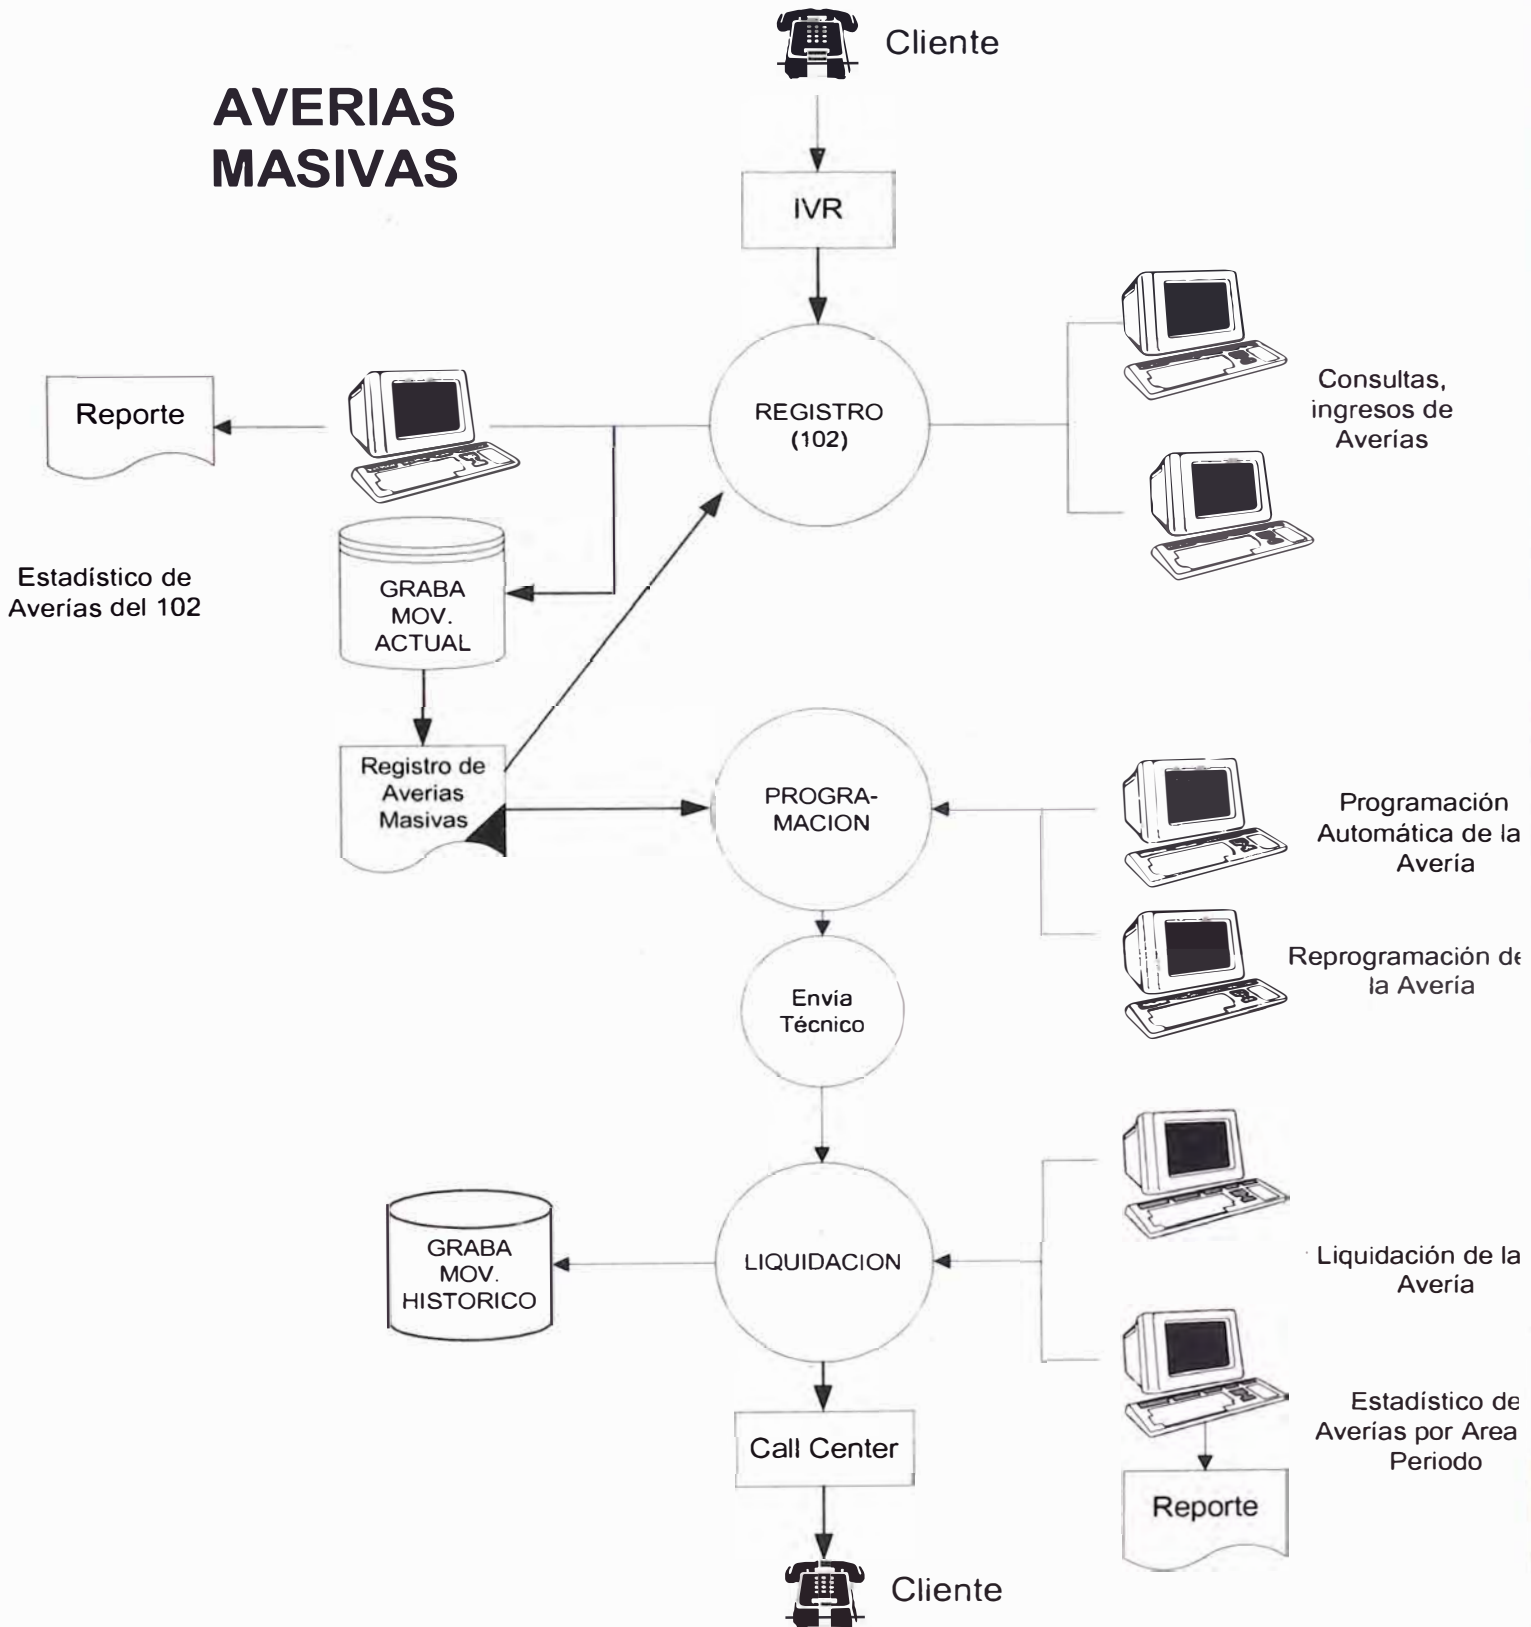 Cliente
AVERIAS
MASIVAS
IVR
REGISTRO
(102)
Consultas,
ingresos de
Averías
Reporte
Estadístico de
Averías del 102
GRABA
MOV.
ACTUAL
Registro de
Averias
Masivas
PROGRA-
MACION
Programación
Automática de la
Avería
Reprogramación de
la Avería
Envía
Técnico
GRABA
MOV.
HISTORICO
LIQUIDACION
Liquidación de la
Avería
Estadístico de
Averías por Area
Periodo
Call Center
Reporte
Cliente